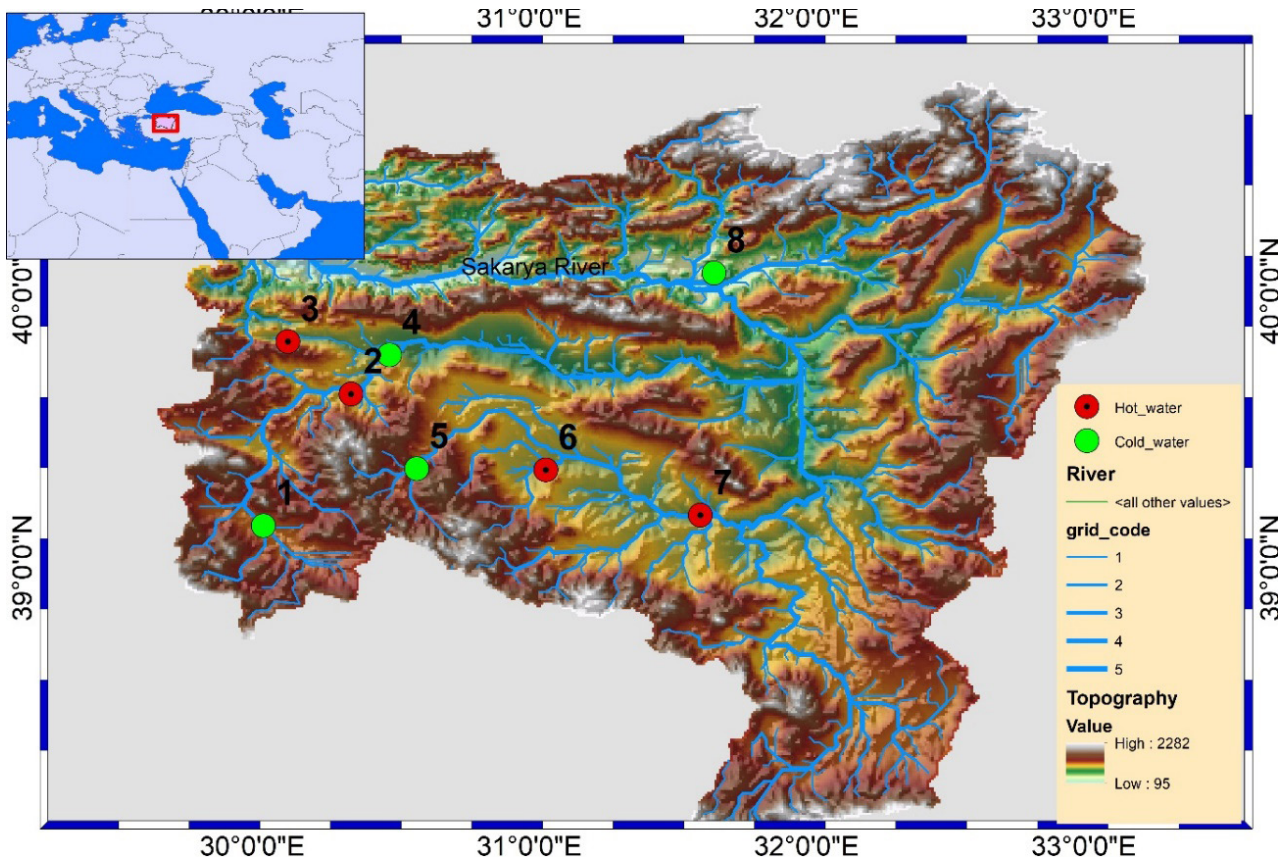 31°0'0"E
32°0'0"E
33°0'0"E
8
Sakarya River
40°0'0"N
40°0'0"N
3
4
2
5
6
7
1
39°0'0"N
39°0'0"N
Hot_water
Cold_water
River
<all other values>
grid_code
1
2
3
4
5
Topography
Value
High : 2282
Low : 95
30°0'0"E
31°0'0"E
32°0'0"E
33°0'0"E